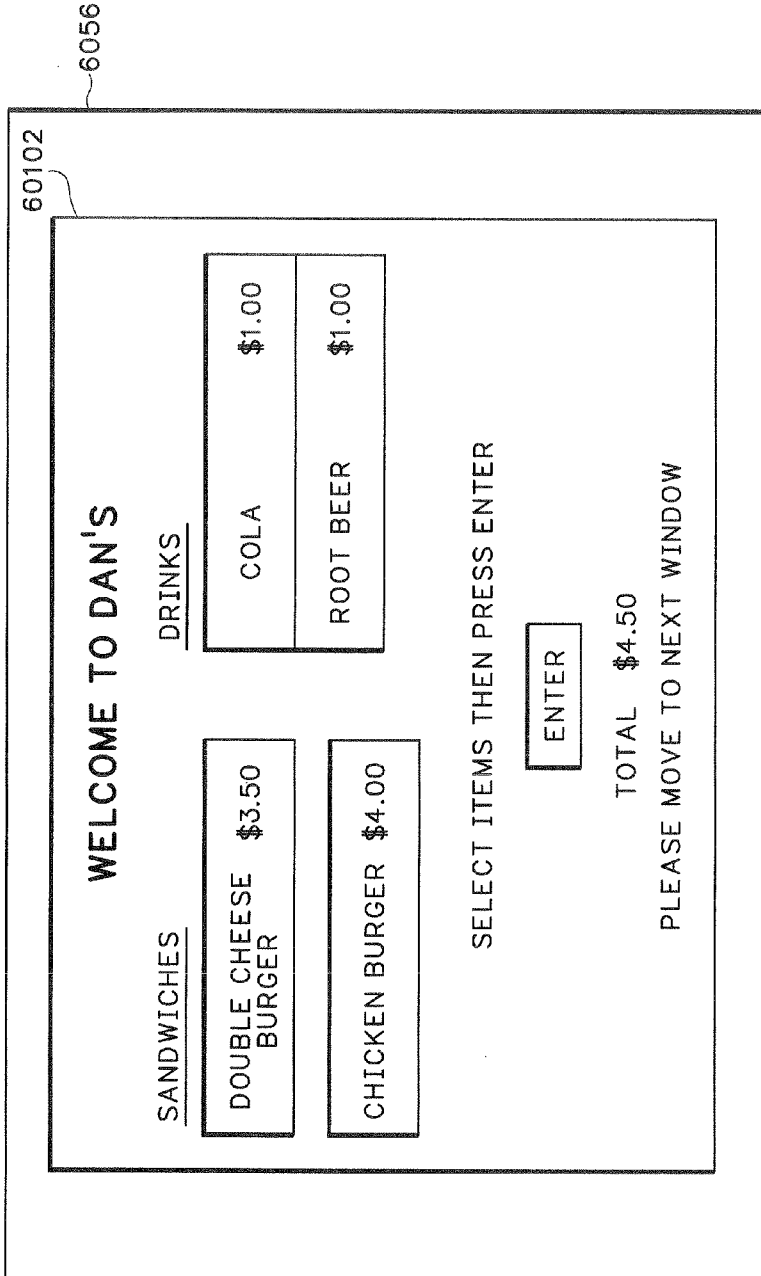 6056
60102
WELCOME TO DAN'S
SANDWICHES
DOUBLE CHEESE
BURGER $3.50
CHICKEN BURGER $4.00
DRINKS
COLA $1.00
ROOT BEER $1.00
SELECT ITEMS THEN PRESS ENTER
ENTER
TOTAL $4.50
PLEASE MOVE TO NEXT WINDOW